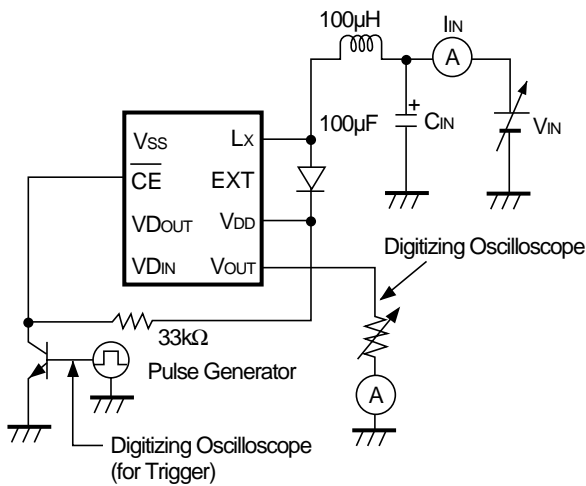 100μH
IIN
A
100μF
+
CIN
VIN
VSS
LX
CE
EXT
VDOUT
VDD
VDIN
VOUT
Digitizing Oscilloscope
33kΩ
Pulse Generator
A
Digitizing Oscilloscope
(for Trigger)